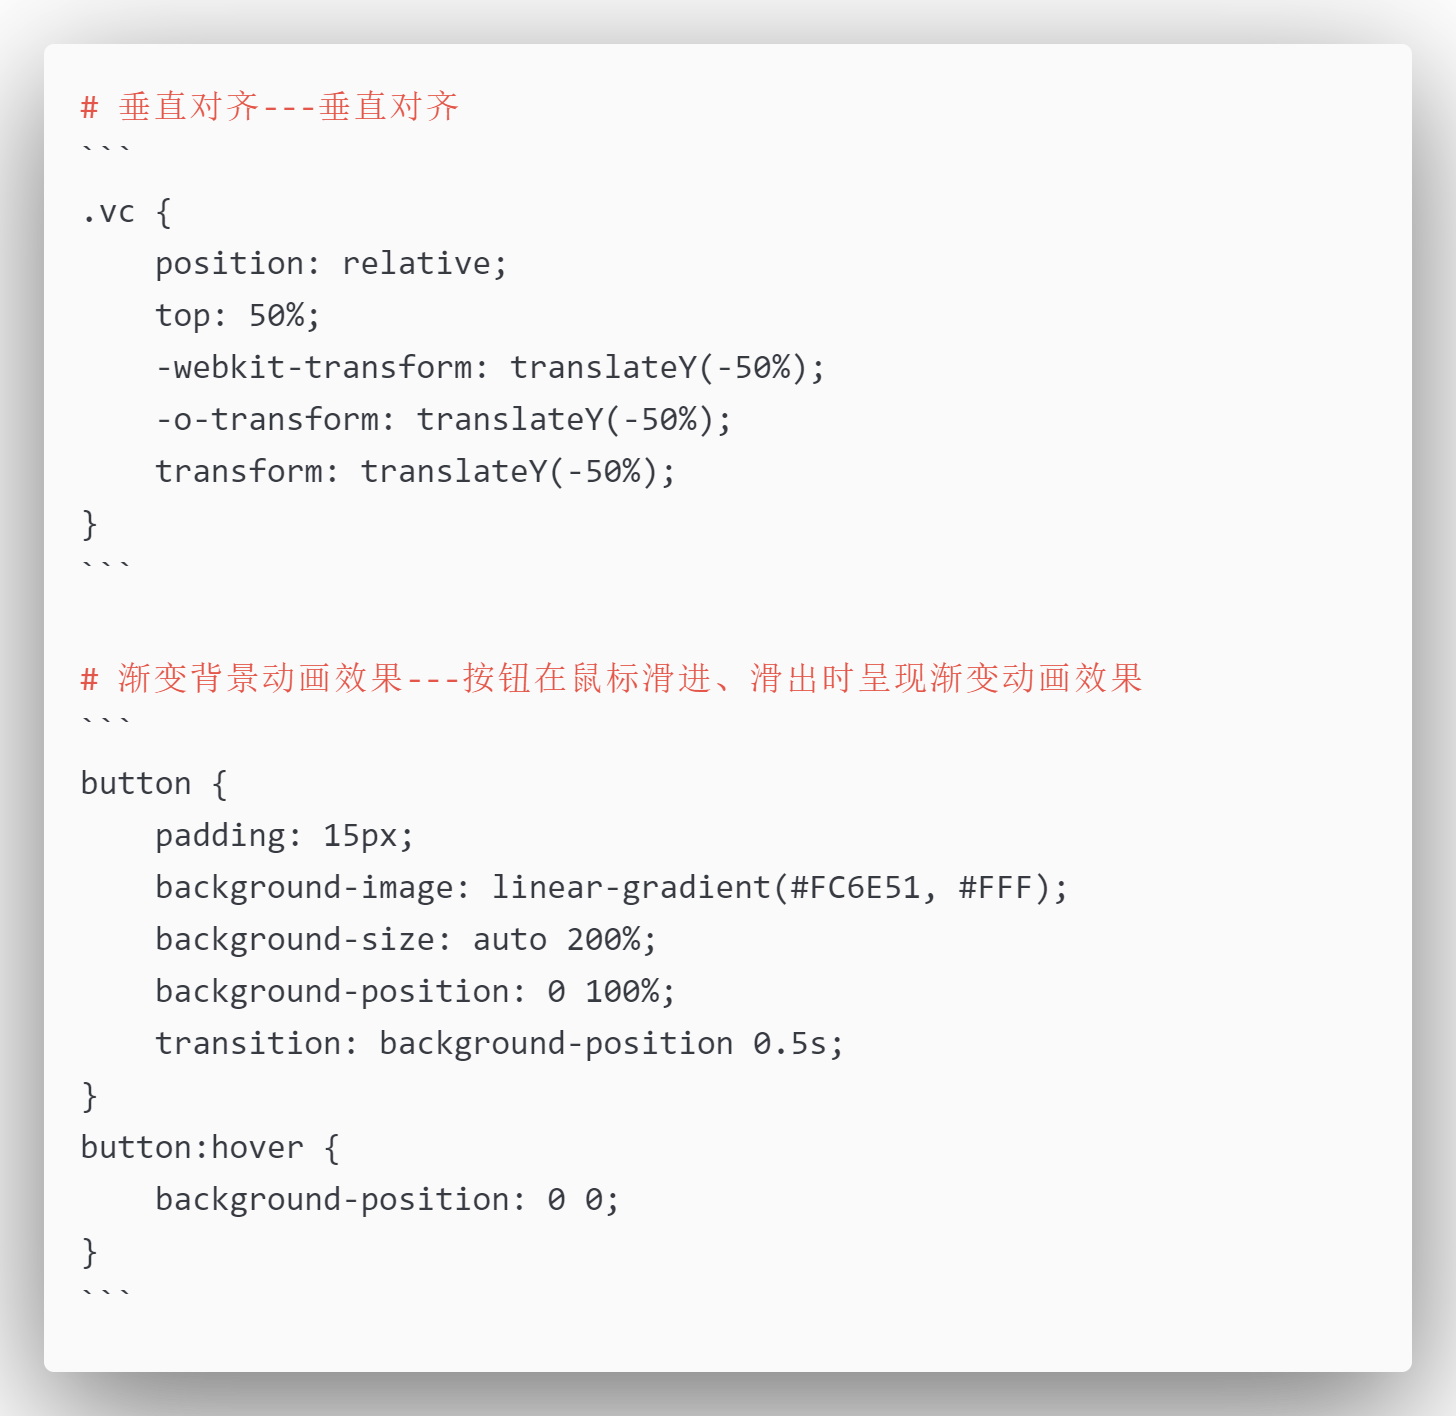 # 垂直对齐---垂直对齐
```
.vc {
    position: relative;
    top: 50%;
    -webkit-transform: translateY(-50%);
    -o-transform: translateY(-50%);
    transform: translateY(-50%);
}
```

# 渐变背景动画效果---按钮在鼠标滑进、滑出时呈现渐变动画效果
```
button {
    padding: 15px;
    background-image: linear-gradient(#FC6E51, #FFF);
    background-size: auto 200%;
    background-position: 0 100%;
    transition: background-position 0.5s;
}
button:hover {
    background-position: 0 0;
}
```